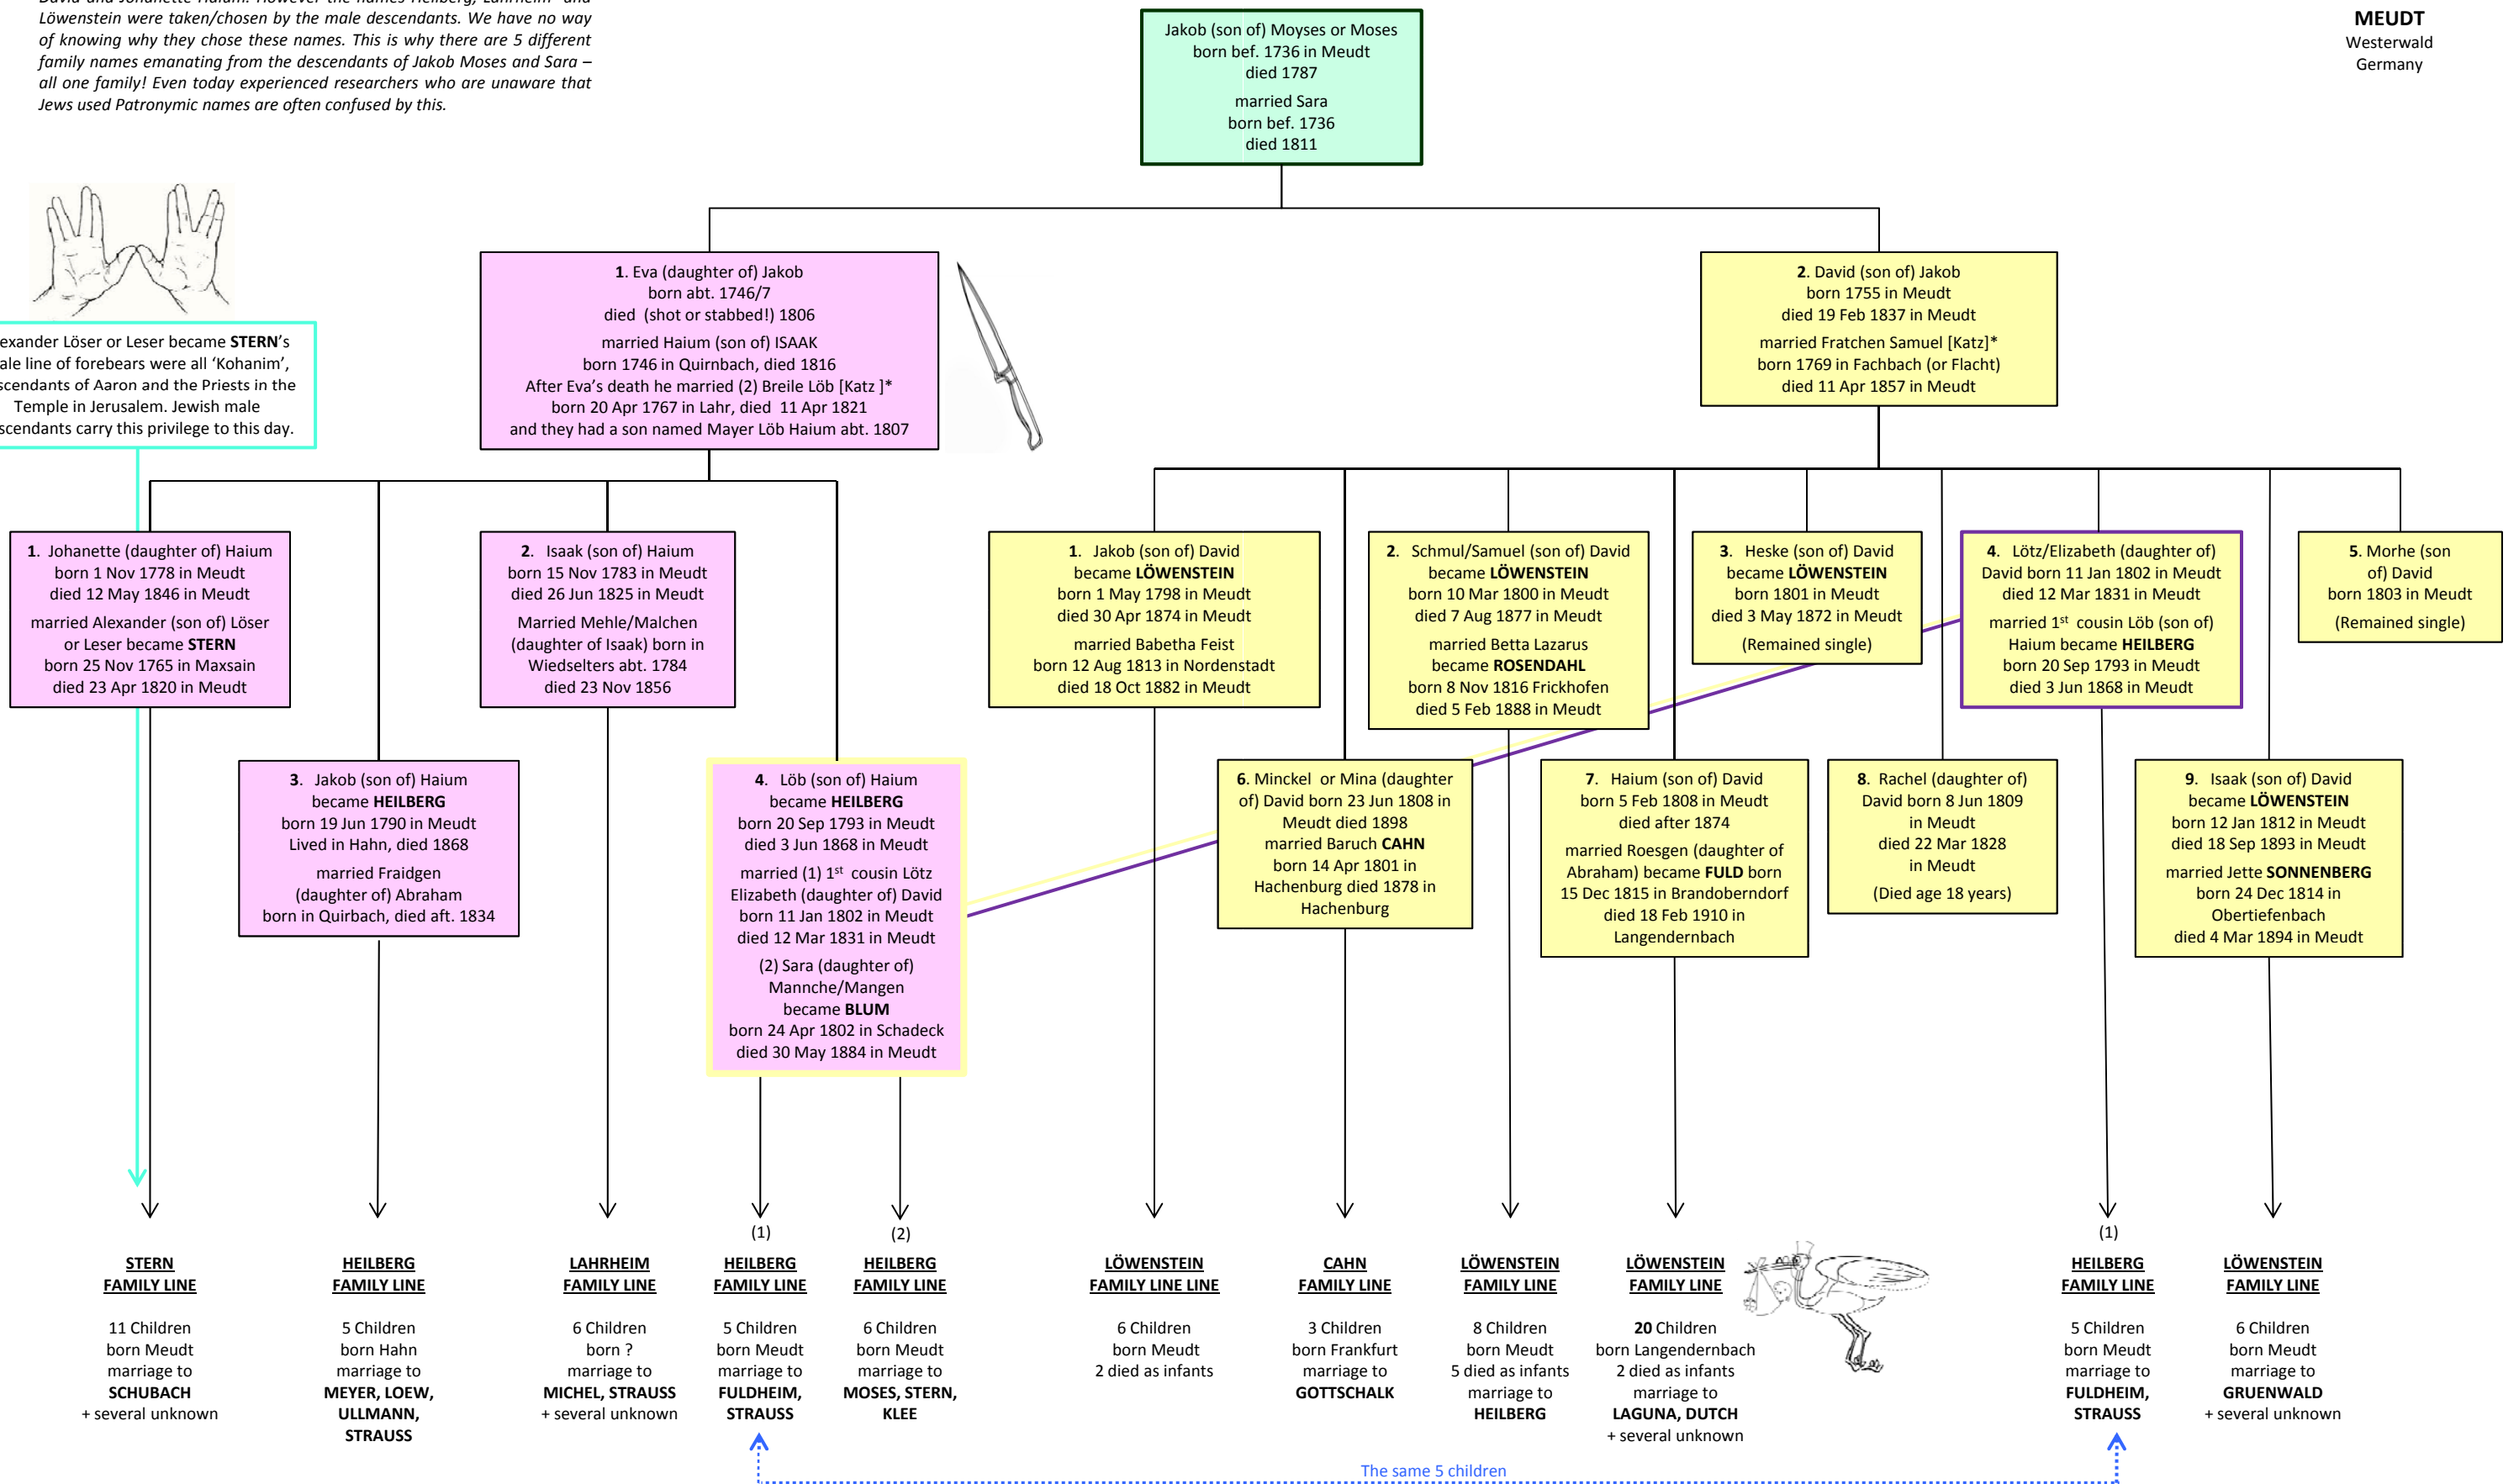 Löwenstein were taken/chosen by the male descendants. We have no way
of knowing why they chose these names. This is why there are 5 different
family names emanating from the descendants of Jakob Moses and Sara –
all one family! Even today experienced researchers who are unaware that
Jews used Patronymic names are often confused by this.
MEUDT
Westerwald
Germany
Jakob (son of) Moyses or Moses
born bef. 1736 in Meudt
died 1787
married Sara
born bef. 1736
died 1811
exander Löser or Leser became STERN's
ale line of forebears were all 'Kohanim',
scendants of Aaron and the Priests in the
Temple in Jerusalem. Jewish male
scendants carry this privilege to this day.
1. Eva (daughter of) Jakob
born abt. 1746/7
died (shot or stabbed!) 1806
married Haium (son of) ISAAK
born 1746 in Quirnbach, died 1816
After Eva's death he married (2) Breile Löb [Katz ]*
born 20 Apr 1767 in Lahr, died 11 Apr 1821
and they had a son named Mayer Löb Haium abt. 1807
2. David (son of) Jakob
born 1755 in Meudt
died 19 Feb 1837 in Meudt
married Fratchen Samuel [Katz]*
born 1769 in Fachbach (or Flacht)
died 11 Apr 1857 in Meudt
1. Johanette (daughter of) Haium
born 1 Nov 1778 in Meudt
died 12 May 1846 in Meudt
married Alexander (son of) Löser
or Leser became STERN
born 25 Nov 1765 in Maxsain
died 23 Apr 1820 in Meudt
2. Isaak (son of) Haium
born 15 Nov 1783 in Meudt
died 26 Jun 1825 in Meudt
Married Mehle/Malchen
(daughter of Isaak) born in
Wiedselters abt. 1784
died 23 Nov 1856
1. Jakob (son of) David
became LÖWENSTEIN
born 1 May 1798 in Meudt
died 30 Apr 1874 in Meudt
married Babetha Feist
born 12 Aug 1813 in Nordenstadt
died 18 Oct 1882 in Meudt
2. Schmul/Samuel (son of) David
became LÖWENSTEIN
born 10 Mar 1800 in Meudt
died 7 Aug 1877 in Meudt
married Betta Lazarus
became ROSENDAHL
born 8 Nov 1816 Frickhofen
died 5 Feb 1888 in Meudt
3. Heske (son of) David
became LÖWENSTEIN
born 1801 in Meudt
died 3 May 1872 in Meudt
(Remained single)
4. Lötz/Elizabeth (daughter of)
David born 11 Jan 1802 in Meudt
died 12 Mar 1831 in Meudt
married 1st cousin Löb (son of)
Haium became HEILBERG
born 20 Sep 1793 in Meudt
died 3 Jun 1868 in Meudt
5. Morhe (son
of) David
born 1803 in Meudt
(Remained single)
3. Jakob (son of) Haium
became HEILBERG
born 19 Jun 1790 in Meudt
Lived in Hahn, died 1868
married Fraidgen
(daughter of) Abraham
born in Quirbach, died aft. 1834
4. Löb (son of) Haium
became HEILBERG
born 20 Sep 1793 in Meudt
died 3 Jun 1868 in Meudt
married (1) 1st cousin Lötz
Elizabeth (daughter of) David
born 11 Jan 1802 in Meudt
died 12 Mar 1831 in Meudt
(2) Sara (daughter of)
Mannche/Mangen
became BLUM
born 24 Apr 1802 in Schadeck
died 30 May 1884 in Meudt
6. Minckel or Mina (daughter
of) David born 23 Jun 1808 in
Meudt died 1898
married Baruch CAHN
born 14 Apr 1801 in
Hachenburg died 1878 in
Hachenburg
7. Haium (son of) David
born 5 Feb 1808 in Meudt
died after 1874
married Roesgen (daughter of
Abraham) became FULD born
15 Dec 1815 in Brandoberndorf
died 18 Feb 1910 in
Langendernbach
8. Rachel (daughter of)
David born 8 Jun 1809
in Meudt
died 22 Mar 1828
in Meudt
(Died age 18 years)
9. Isaak (son of) David
became LÖWENSTEIN
born 12 Jan 1812 in Meudt
died 18 Sep 1893 in Meudt
married Jette SONNENBERG
born 24 Dec 1814 in
Obertiefenbach
died 4 Mar 1894 in Meudt
STERN
FAMILY LINE
11 Children
born Meudt
marriage to
SCHUBACH
+ several unknown
HEILBERG
FAMILY LINE
5 Children
born Hahn
marriage to
MEYER, LOEW,
ULLMANN,
STRAUSS
LAHRHEIM
FAMILY LINE
6 Children
born ?
marriage to
MICHEL, STRAUSS
+ several unknown
(1)
HEILBERG
FAMILY LINE
5 Children
born Meudt
marriage to
FULDHEIM,
STRAUSS
(2)
HEILBERG
FAMILY LINE
6 Children
born Meudt
marriage to
MOSES, STERN,
KLEE
LÖWENSTEIN
FAMILY LINE LINE
6 Children
born Meudt
2 died as infants
CAHN
FAMILY LINE
3 Children
born Frankfurt
marriage to
GOTTSCHALK
LÖWENSTEIN
FAMILY LINE
8 Children
born Meudt
5 died as infants
marriage to
HEILBERG
LÖWENSTEIN
FAMILY LINE
20 Children
born Langendernbach
2 died as infants
marriage to
LAGUNA, DUTCH
+ several unknown
(1)
HEILBERG
FAMILY LINE
5 Children
born Meudt
marriage to
FULDHEIM,
STRAUSS
LÖWENSTEIN
FAMILY LINE
6 Children
born Meudt
marriage to
GRUENWALD
+ several unknown
The same 5 children